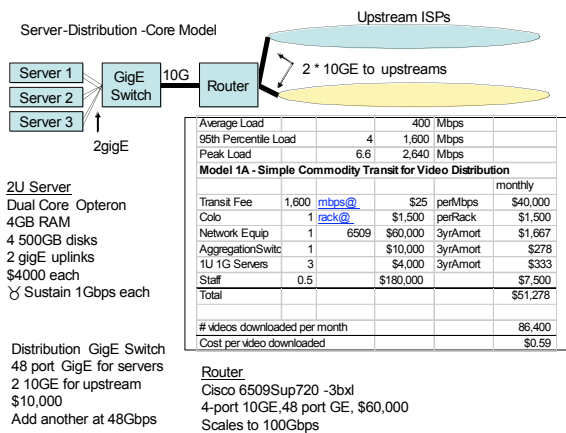 Server-Distribution -Core Model
Upstream ISPs
Server 1
Server 2
Server 3
GigE
Switch
10G
Router
2 * 10GE to upstreams
2gigE
Average Load 400 Mbps
95th Percentile Load 4 1,600 Mbps
Peak Load 6.6 2,640 Mbps
Model 1A - Simple Commodity Transit for Video Distribution
monthly
Transit Fee 1,600 mbps@ $25 perMbps $40,000
Colo 1 rack@ $1,500 perRack $1,500
Network Equip 1 6509 $60,000 3yrAmort $1,667
AggregationSwitc 1 $10,000 3yrAmort $278
1U 1G Servers 3 $4,000 3yrAmort $333
Staff 0.5 $180,000 $7,500
Total $51,278
# videos downloaded per month 86,400
Cost per video downloaded $0.59
2U Server
Dual Core Opteron
4GB RAM
4 500GB disks
2 gigE uplinks
$4000 each
♉ Sustain 1Gbps each
Distribution GigE Switch
48 port GigE for servers
2 10GE for upstream
$10,000
Add another at 48Gbps
Router
Cisco 6509Sup720 -3bxl
4-port 10GE,48 port GE, $60,000
Scales to 100Gbps